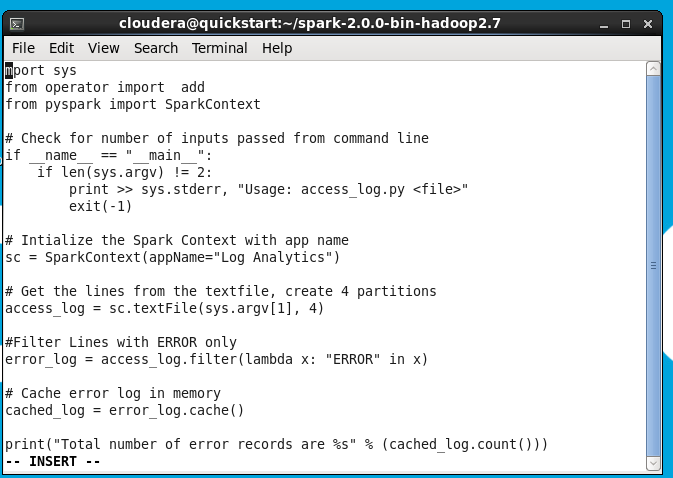 cloudera@quickstart:~/spark-2.0.0-bin-hadoop2.7
File Edit View Search Terminal Help
mport sys
from operator import  add
from pyspark import SparkContext

# Check for number of inputs passed from command line
if __name__ == "__main__":
    if len(sys.argv) != 2:
        print >> sys.stderr, "Usage: access_log.py <file>"
        exit(-1)

# Intialize the Spark Context with app name
sc = SparkContext(appName="Log Analytics")

# Get the lines from the textfile, create 4 partitions
access_log = sc.textFile(sys.argv[1], 4)

#Filter Lines with ERROR only
error_log = access_log.filter(lambda x: "ERROR" in x)

# Cache error log in memory
cached_log = error_log.cache()

print("Total number of error records are %s" % (cached_log.count()))
-- INSERT --